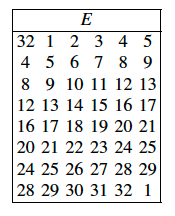 E
32 1 2 3 4 5
4 5 6 7 8 9
8 9 10 11 12 13
12 13 14 15 16 17
16 17 18 19 20 21
20 21 22 23 24 25
24 25 26 27 28 29
28 29 30 31 32 1